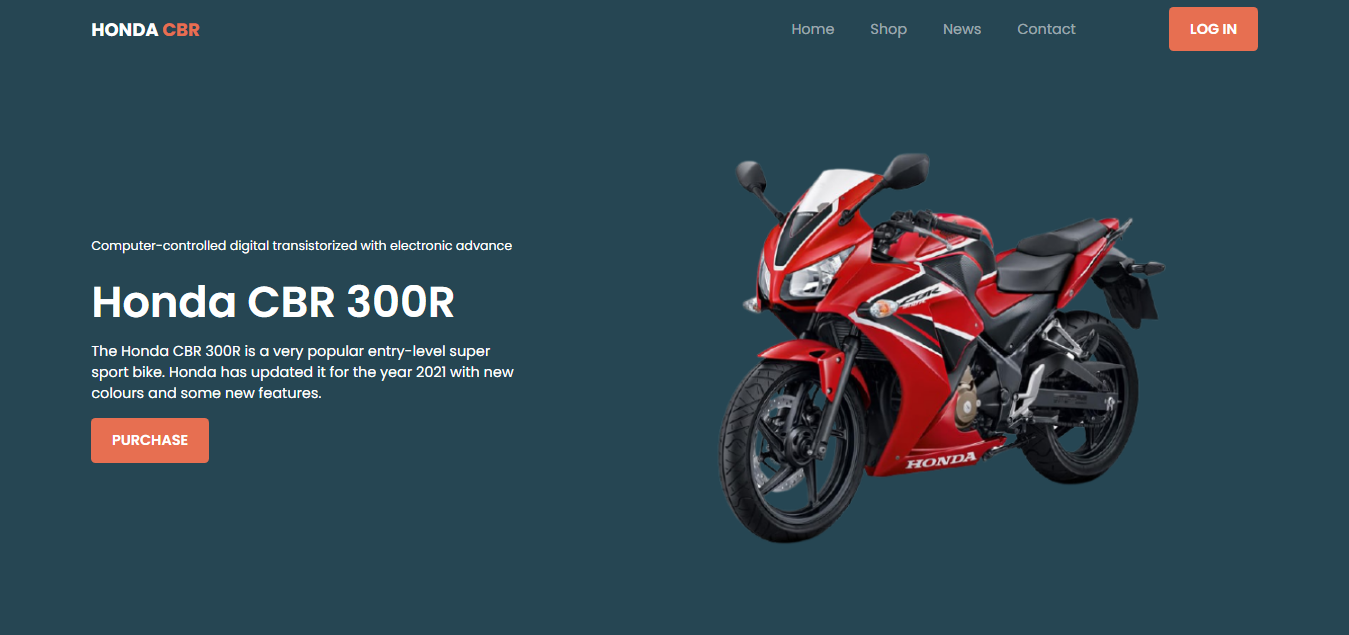 HONDA CBR
Home Shop News Contact
LOG IN
Computer-controlled digital transistorized with electronic advance
Honda CBR 300R
The Honda CBR 300R is a very popular entry-level super
sport bike. Honda has updated it for the year 2021 with new
colours and some new features.
PURCHASE
CBR
HONDA